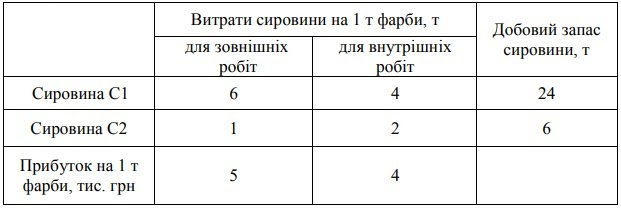 Витрати сировини на 1 т фарби, т
Добовий запас
сировини, т
для зовнішніх
робіт
для внутрішніх
робіт
Сировина С1 6 4 24
Сировина С2 1 2 6
Прибуток на 1 т
фарби, тис. грн
5 4